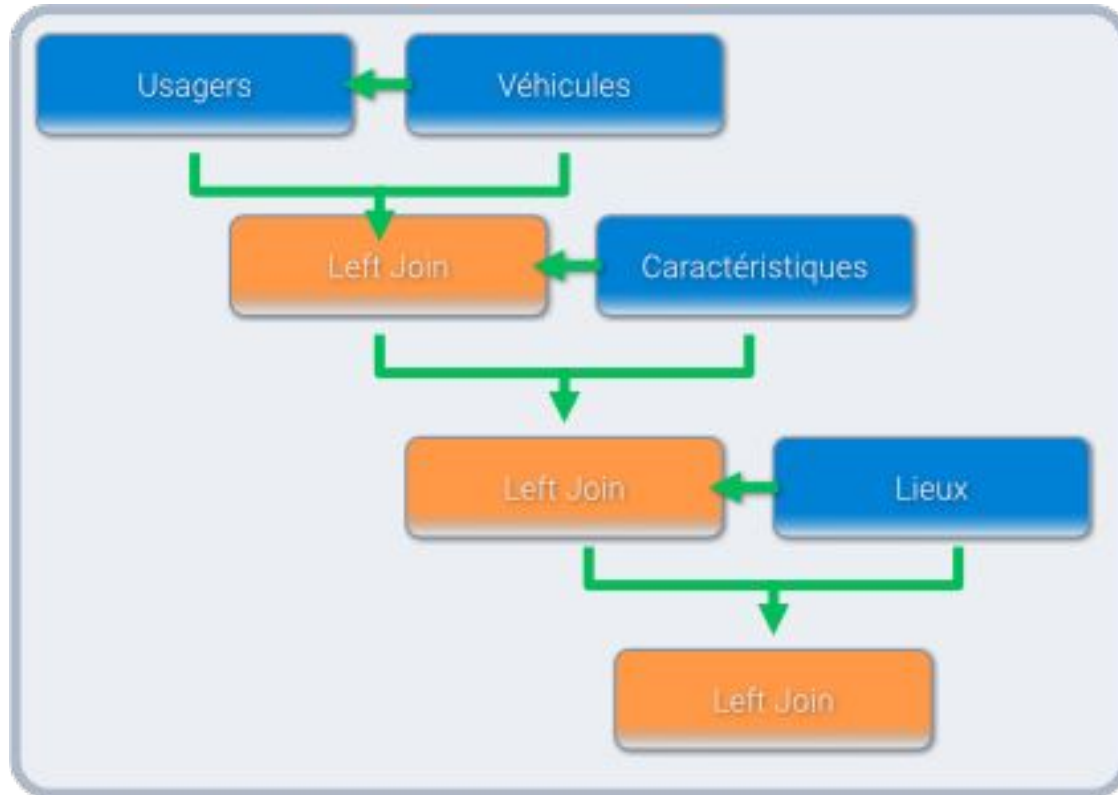 Usagers
Véhicules
Left Join
Caractéristiques
Left Join
Lieux
Left Join